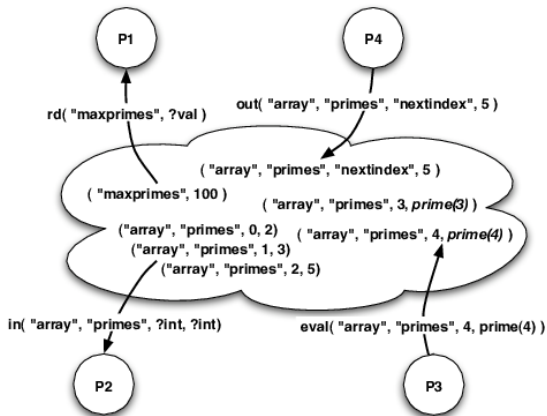 P1
P4
rd( "maxprimes", ?val )
out( "array", "primes", "nextindex", 5 )
( "array", "primes", "nextindex", 5 )
( "maxprimes", 100 )
( "array", "primes", 3, prime(3) )
("array", "primes", 0, 2)
( "array", "primes", 4, prime(4) )
("array", "primes", 1, 3)
("array", "primes", 2, 5)
in( "array", "primes", ?int, ?int)
eval( "array", "primes", 4, prime(4) )
P2
P3